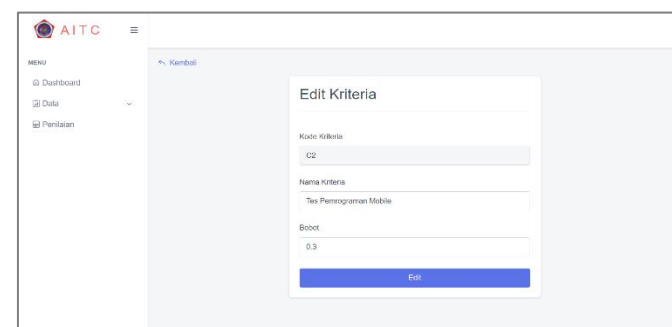 AITC
MENU
Dashboard
Data
Penilaian
Kembali
Edit Kriteria
Kode Kriteria
C2
Nama Kriteria
Tes Pemrograman Mobile
Bobot
0.3
Edit